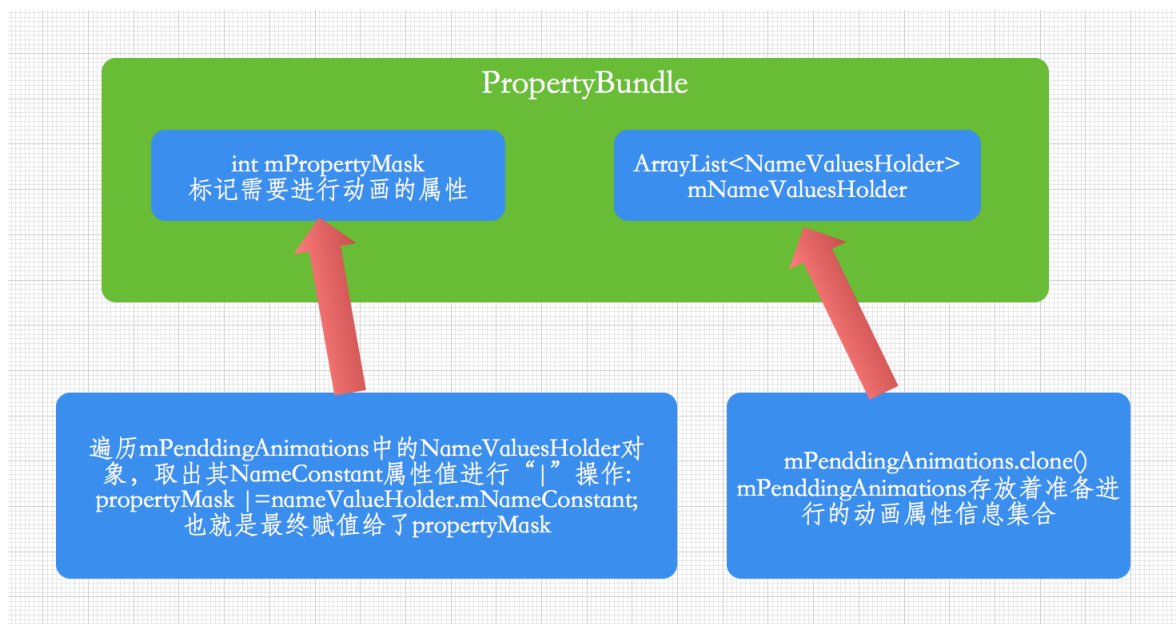 PropertyBundle
int mPropertyMask
标记需要进行动画的属性
ArrayList<NameValuesHolder>
mNameValuesHolder
遍历mPenddingAnimations中的NameValuesHolder对
象，取出其NameConstant属性值进行“|”操作:
propertyMask |=nameValueHolder.mNameConstant;
也就是最终赋值给了propertyMask
mPenddingAnimations.clone()
mPenddingAnimations存放着准备进
行的动画属性信息集合